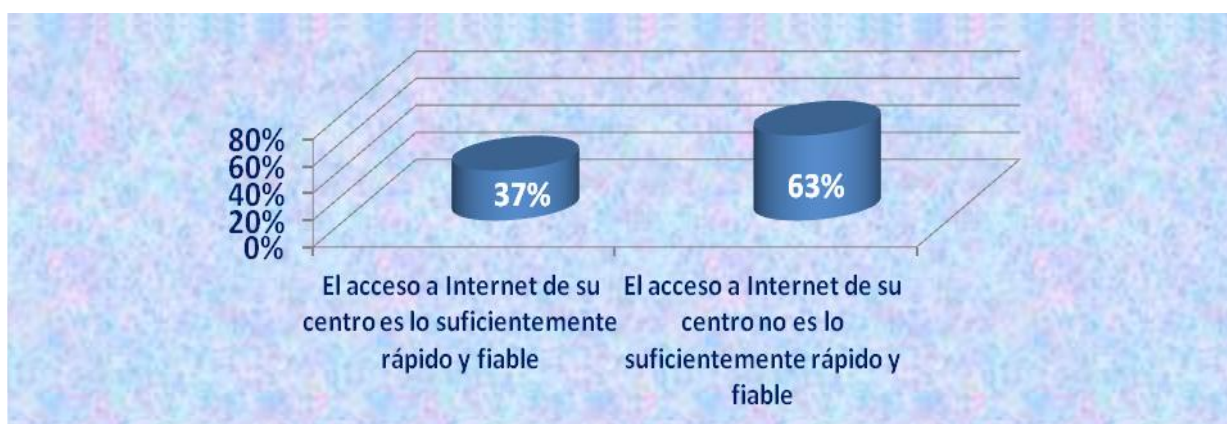 80%
60%
40%
20%
0%
37%
63%
El acceso a Internet de su
centro es lo suficientemente
rápido y fiable
El acceso a Internet de su
centro no es lo
suficientemente rápido y
fiable